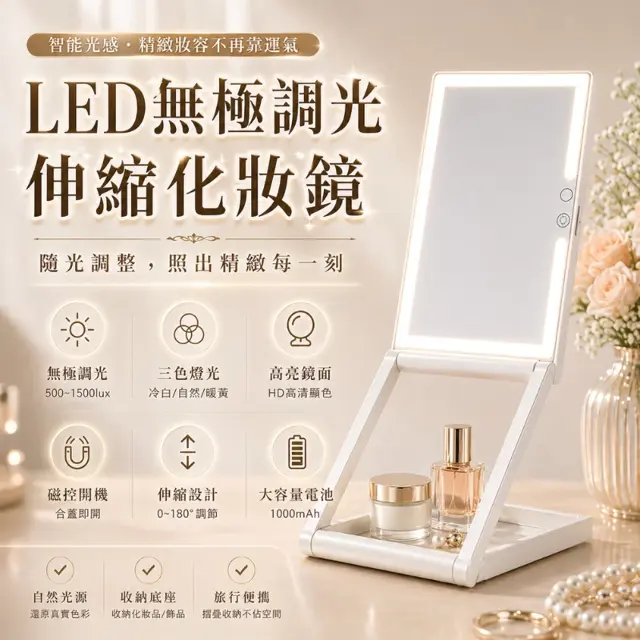 智能光感・精緻妝容不再靠運氣
LED無極調光
伸縮化妝鏡
隨光調整，照出精緻每一刻
無極調光
500~1500lux
三色燈光
冷白/自然/暖黃
高亮鏡面
HD高清顯色
磁控開機
合蓋即開
伸縮設計
0~180°調節
大容量電池
1000mAh
自然光源
還原真實色彩
收納底座
收納化妝品/飾品
旅行便攜
摺疊收納不佔空間